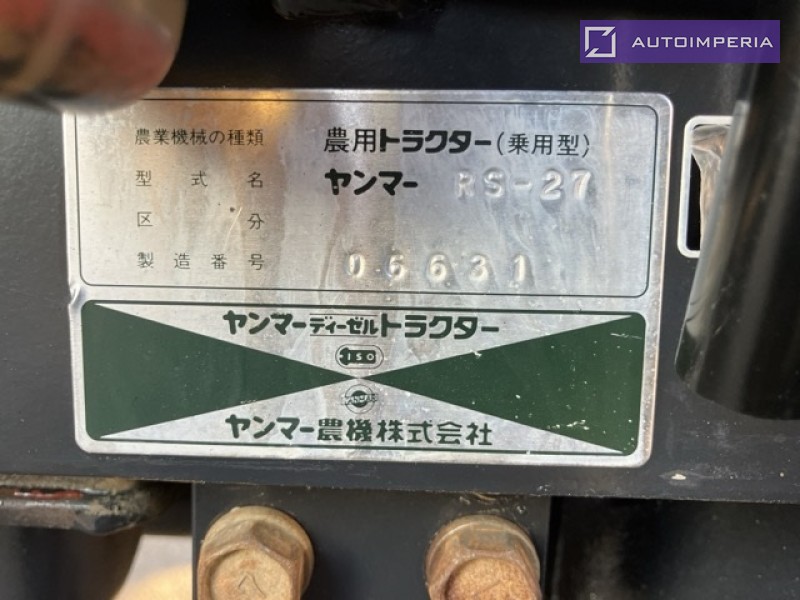 AUTOIMPERIA
農業機械の種類 農用トラクター(乗用型)
型式名 ヤンマー RS-27
区分
製造番号 06631
ヤンマーディーゼルトラクター
ISO
ヤンマー農機株式会社